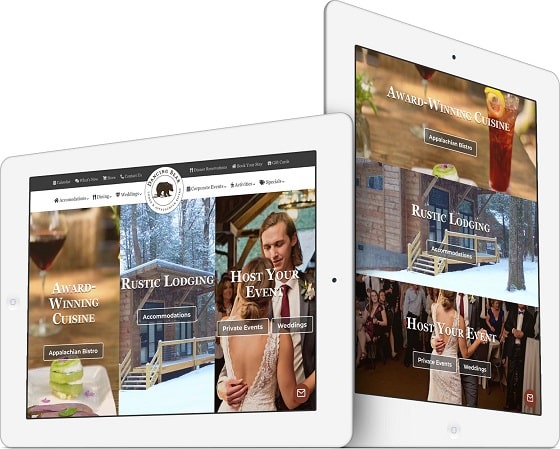 Calendar What's New Store Contact Us
Dinner Reservations Book Your Stay Gift Cards
DANCING BEAR
Accomodations Dining Weddings
Corporate Events Activities Specials
AWARD-
WINNING
CUISINE
Appalachian Bistro
RUSTIC LODGING
Accommodations
HOST YOUR
EVENT
Private Events Weddings
AWARD-WINNING CUISINE
Appalachian Bistro
RUSTIC LODGING
Accommodations
HOST YOUR EVENT
Private Events Weddings